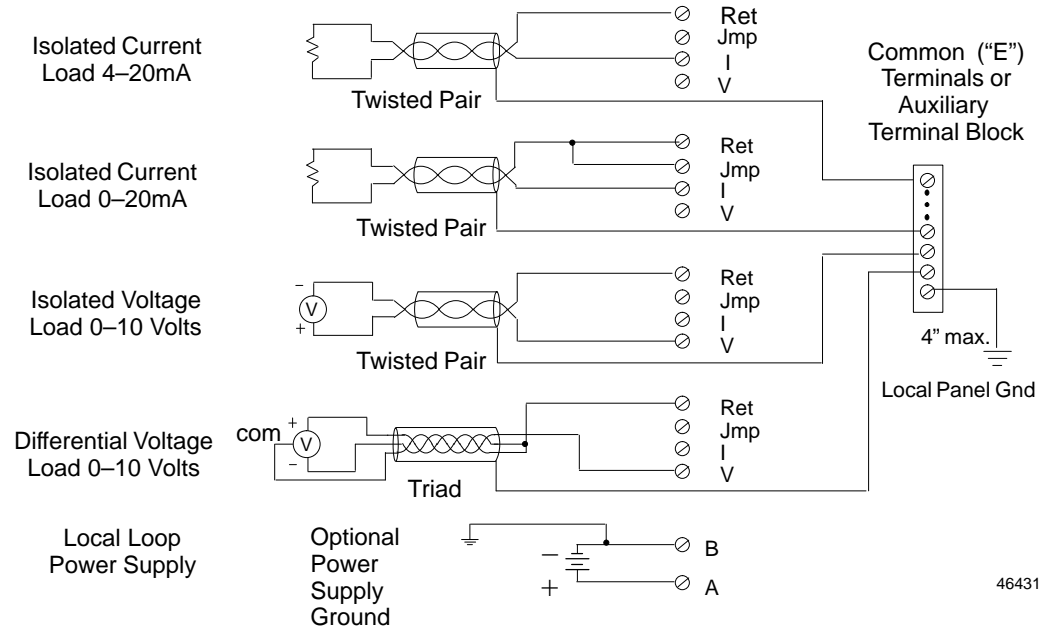 Isolated Current
Load 4–20mA
Twisted Pair
Ret
Jmp
I
V
Common (“E”)
Terminals or
Auxiliary
Terminal Block
Isolated Current
Load 0–20mA
Twisted Pair
Ret
Jmp
I
V
Isolated Voltage
Load 0–10 Volts
–
V
+
Twisted Pair
Ret
Jmp
I
V
4” max.
Local Panel Gnd
Differential Voltage
Load 0–10 Volts
com
+
V
–
Triad
Ret
Jmp
I
V
Local Loop
Power Supply
Optional
Power
Supply
Ground
–
+
B
A
46431